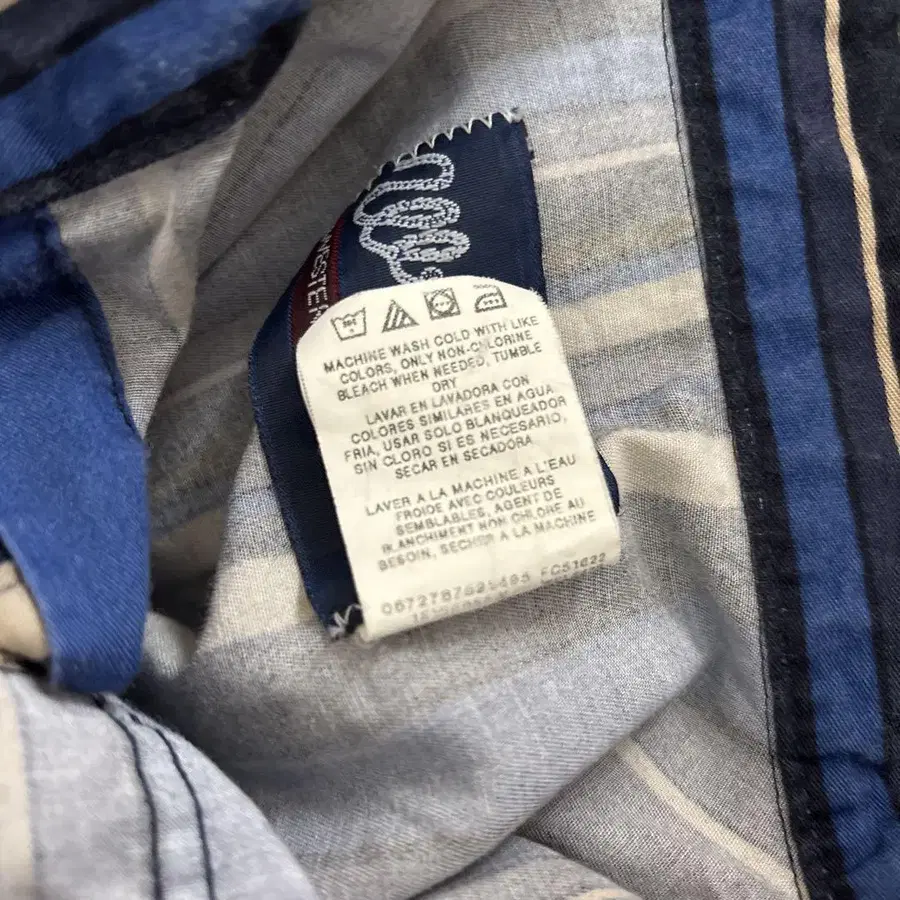 MACHINE WASH COLD WITH LIKE
COLORS, ONLY NON-CHLORINE
BLEACH WHEN NEEDED, TUMBLE
DRY
LAVAR EN LAVADORA CON
COLORES SIMILARES EN AGUA
FRIA, USAR SOLO BLANQUEADOR
SIN CLORO SI ES NECESARIO,
SECAR EN SECADORA
LAVER A LA MACHINE A L'EAU
FROIDE AVEC COULEURS
SEMBLABLES, AGENT DE
BLANCHIMENT NON CHLORE AU
BESOIN, SECHER A LA MACHINE
FC51622